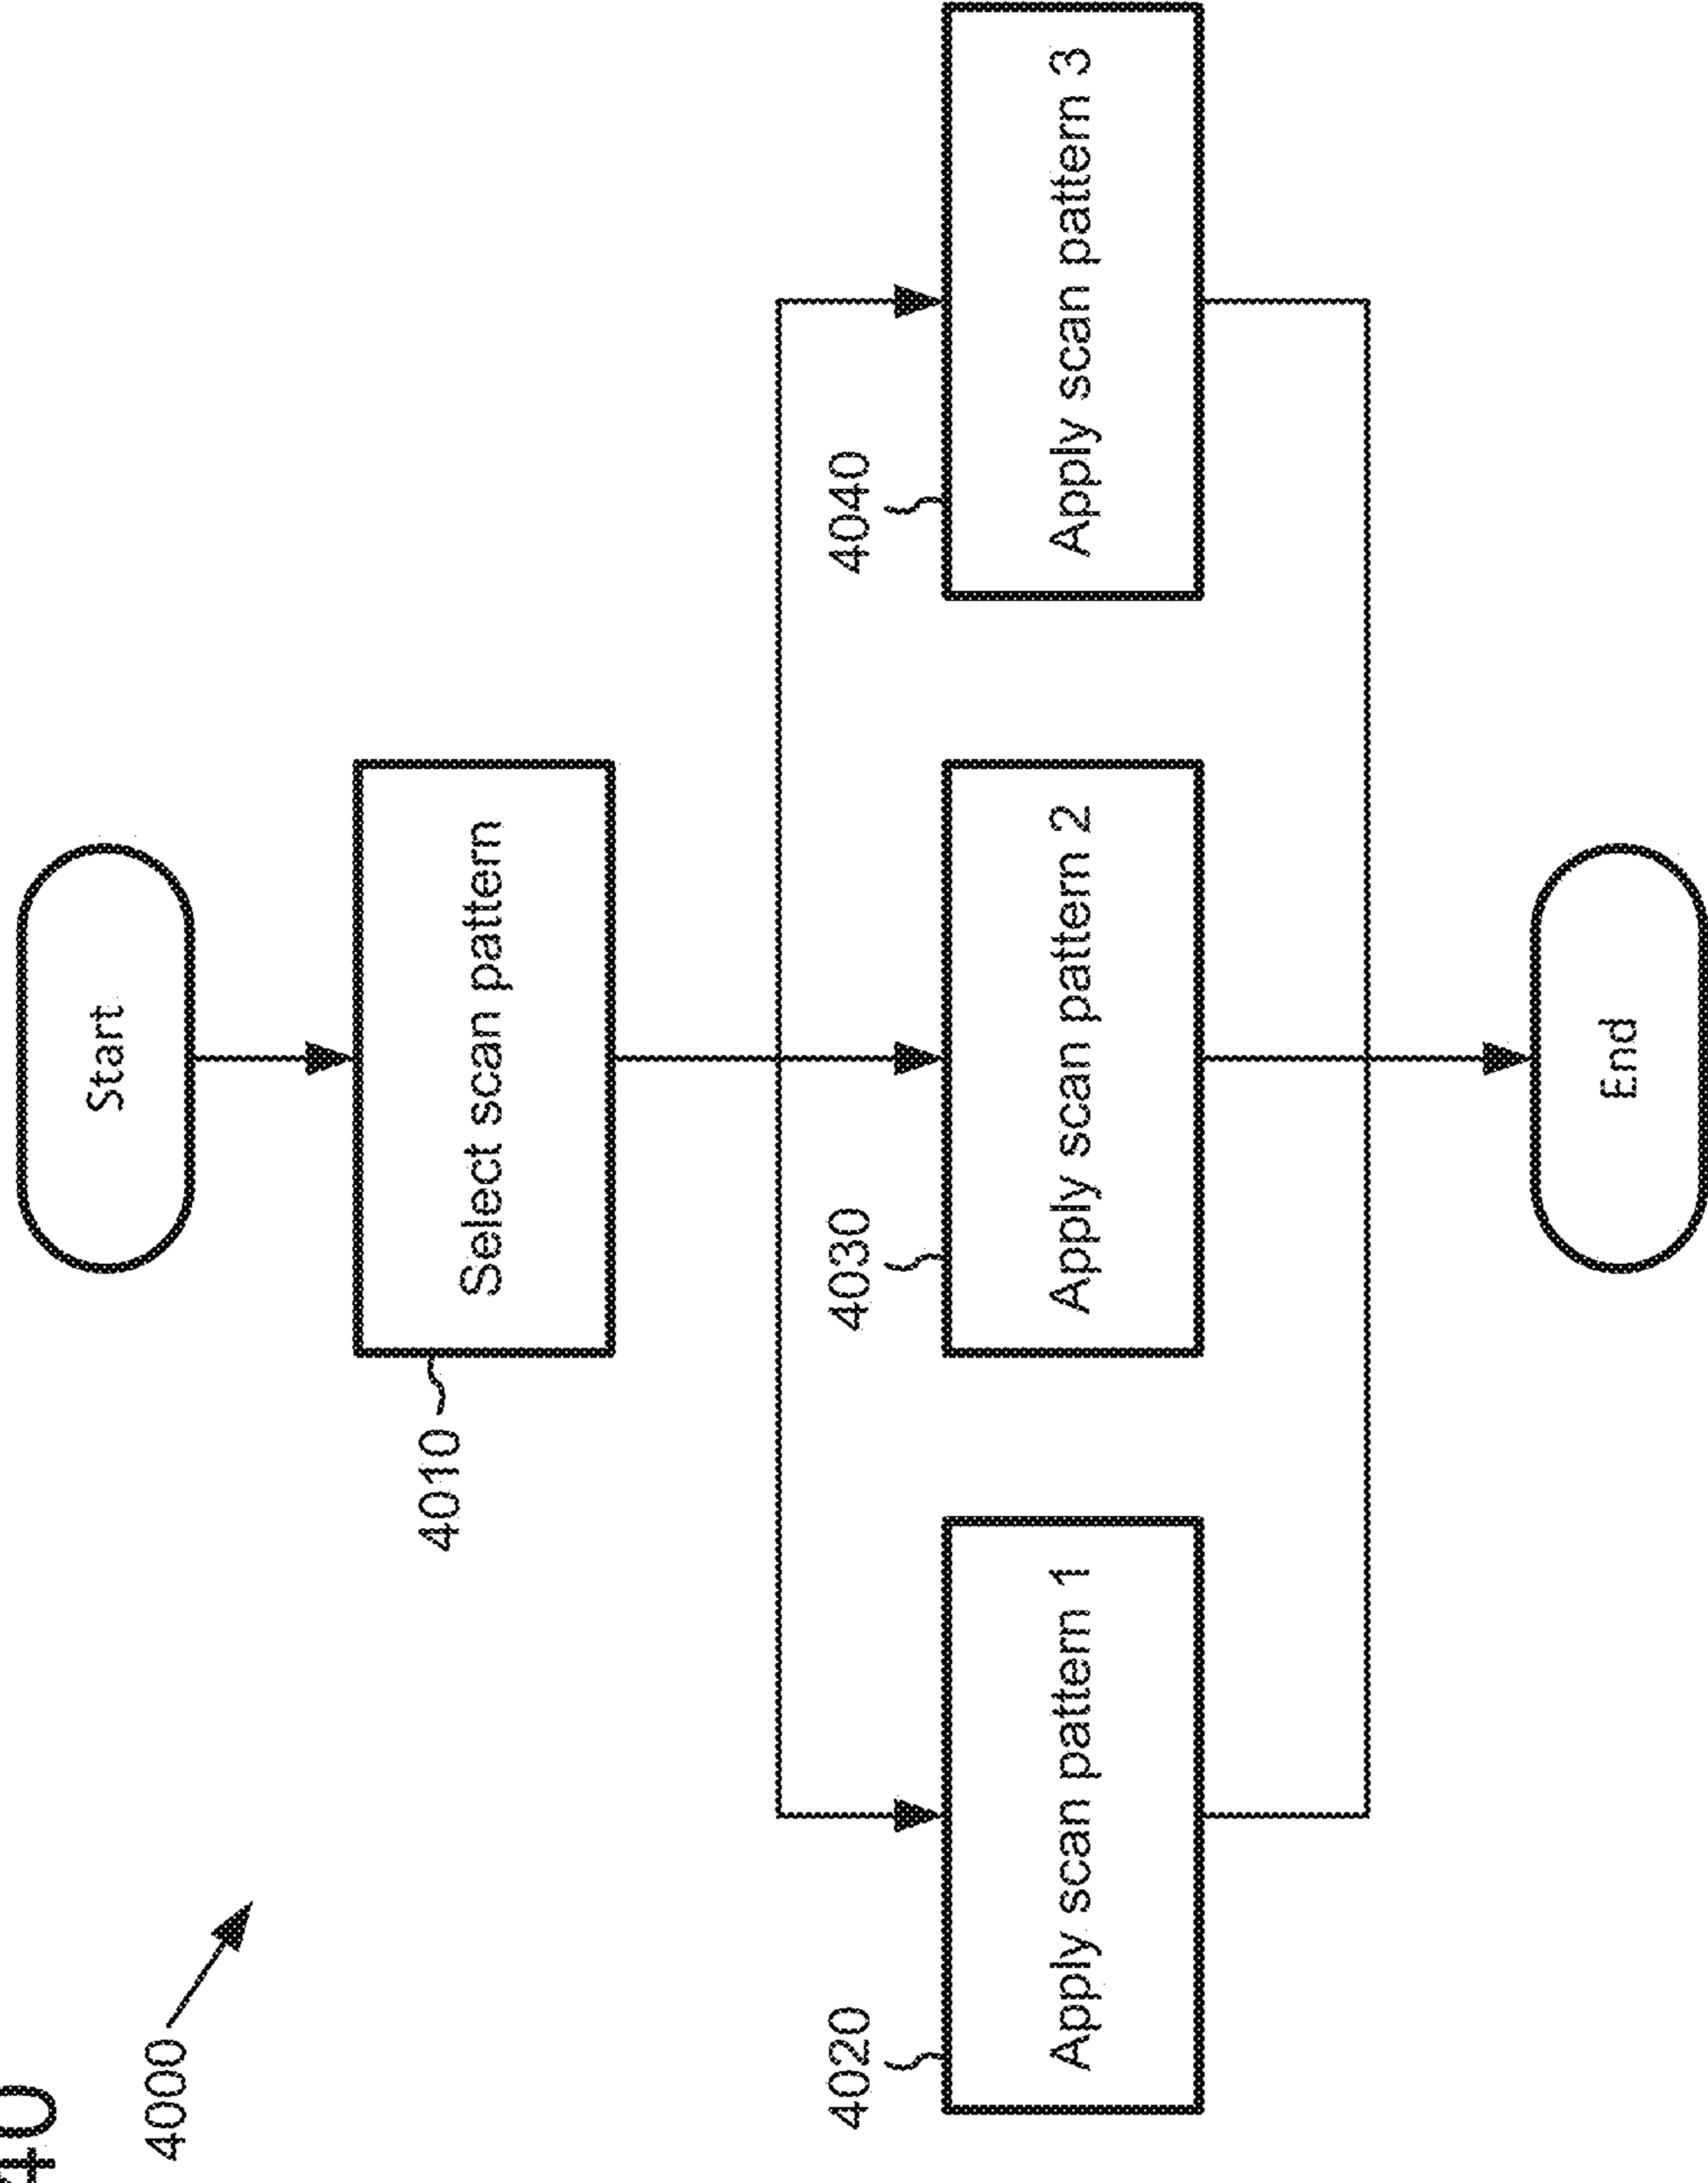 40
4000
Start
4010
Select scan pattern
4020
4030
4040
Apply scan pattern 1
Apply scan pattern 2
Apply scan pattern 3
End